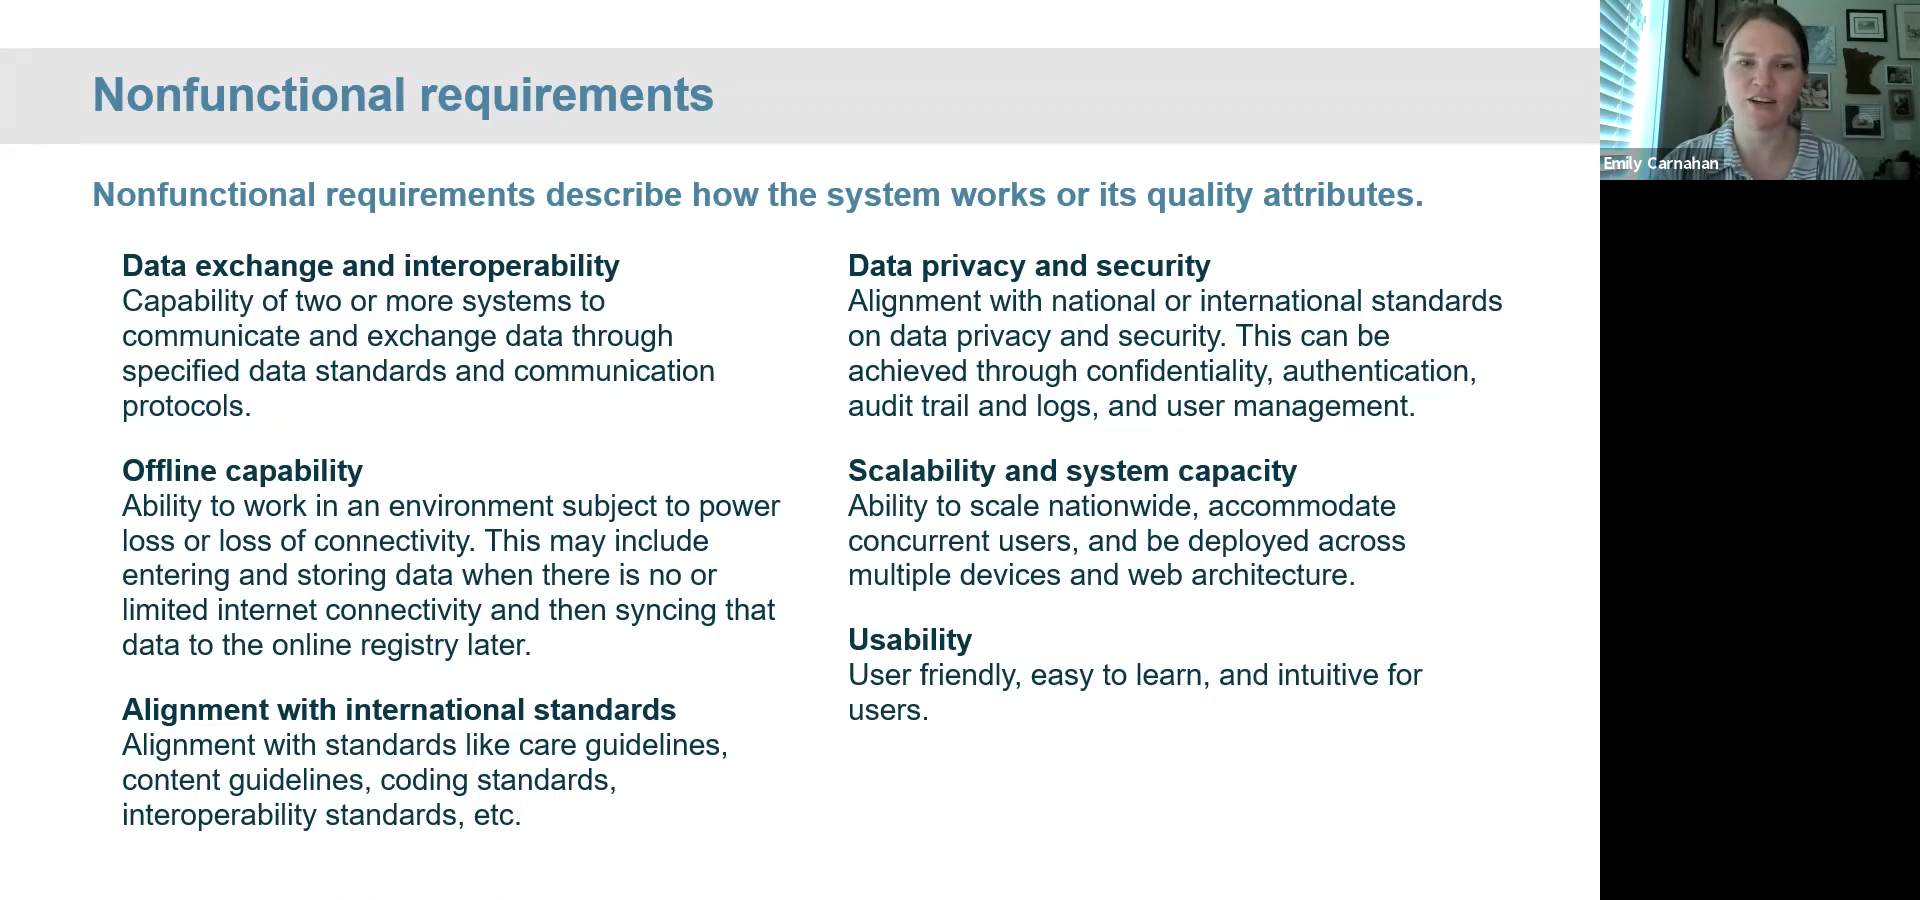 Nonfunctional requirements
Nonfunctional requirements describe how the system works or its quality attributes.
Data exchange and interoperability
Capability of two or more systems to
communicate and exchange data through
specified data standards and communication
protocols.
Offline capability
Ability to work in an environment subject to power
loss or loss of connectivity. This may include
entering and storing data when there is no or
limited internet connectivity and then syncing that
data to the online registry later.
Alignment with international standards
Alignment with standards like care guidelines,
content guidelines, coding standards,
interoperability standards, etc.
Data privacy and security
Alignment with national or international standards
on data privacy and security. This can be
achieved through confidentiality, authentication,
audit trail and logs, and user management.
Scalability and system capacity
Ability to scale nationwide, accommodate
concurrent users, and be deployed across
multiple devices and web architecture.
Usability
User friendly, easy to learn, and intuitive for
users.
Emily Carnahan